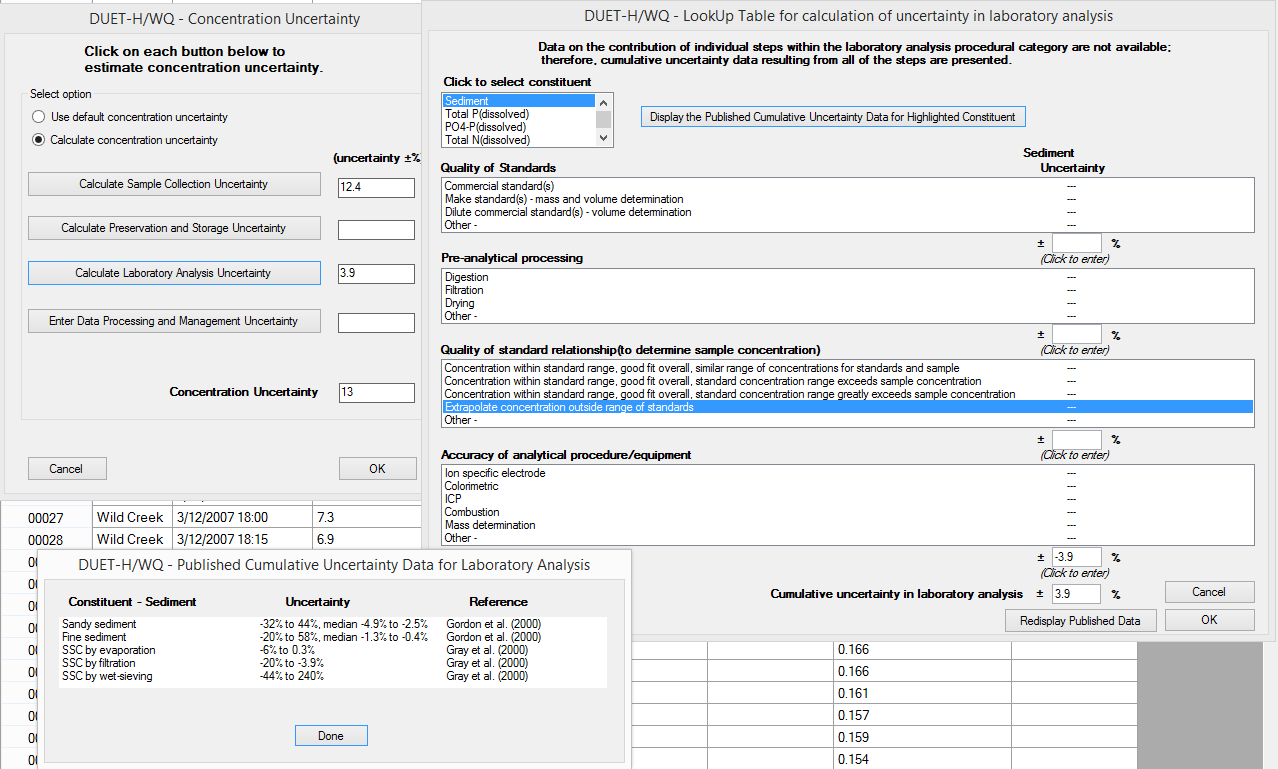 DUET-H/WQ - Concentration Uncertainty
Click on each button below to
estimate concentration uncertainty.
Select option
Use default concentration uncertainty
Calculate concentration uncertainty
(uncertainty ±%
Calculate Sample Collection Uncertainty 12.4
Calculate Preservation and Storage Uncertainty
Calculate Laboratory Analysis Uncertainty 3.9
Enter Data Processing and Management Uncertainty
Concentration Uncertainty 13
Cancel OK
DUET-H/WQ - LookUp Table for calculation of uncertainty in laboratory analysis
Data on the contribution of individual steps within the laboratory analysis procedural category are not available;
therefore, cumulative uncertainty data resulting from all of the steps are presented.
Click to select constituent
Sediment
Total P(dissolved)
PO4-P(dissolved)
Total N(dissolved)
Display the Published Cumulative Uncertainty Data for Highlighted Constituent
Sediment
Quality of Standards Uncertainty
Commercial standard(s) ---
Make standard(s) - mass and volume determination ---
Dilute commercial standard(s) - volume determination ---
Other - ---
± %
(Click to enter)
Pre-analytical processing
Digestion ---
Filtration ---
Drying ---
Other - ---
± %
(Click to enter)
Quality of standard relationship(to determine sample concentration)
Concentration within standard range, good fit overall, similar range of concentrations for standards and sample ---
Concentration within standard range, good fit overall, standard concentration range exceeds sample concentration ---
Concentration within standard range, good fit overall, standard concentration range greatly exceeds sample concentration ---
Extrapolate concentration outside range of standards ---
Other - ---
± %
(Click to enter)
Accuracy of analytical procedure/equipment
Ion specific electrode ---
Colorimetric ---
ICP ---
Combustion ---
Mass determination ---
Other - ---
± -3.9 %
(Click to enter)
Cumulative uncertainty in laboratory analysis ± 3.9 %
Cancel
Redisplay Published Data OK
00027 Wild Creek 3/12/2007 18:00 7.3
00028 Wild Creek 3/12/2007 18:15 6.9
DUET-H/WQ - Published Cumulative Uncertainty Data for Laboratory Analysis
Constituent - Sediment Uncertainty Reference
Sandy sediment -32% to 44%, median -4.9% to -2.5% Gordon et al. (2000)
Fine sediment -20% to 58%, median -1.3% to -0.4% Gordon et al. (2000)
SSC by evaporation -6% to 0.3% Gray et al. (2000)
SSC by filtration -20% to -3.9% Gray et al. (2000)
SSC by wet-sieving -44% to 240% Gray et al. (2000)
Done
0.166
0.166
0.161
0.157
0.159
0.154